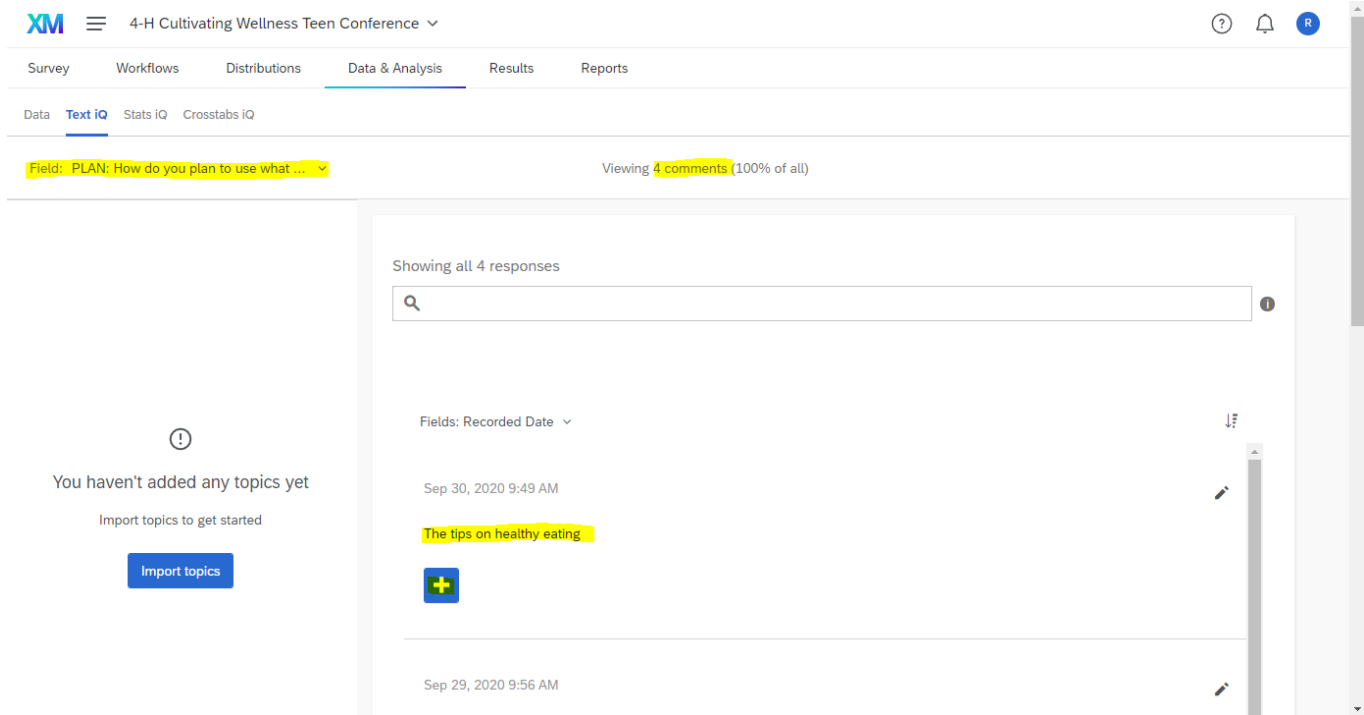 XM 4-H Cultivating Wellness Teen Conference
R
Survey Workflows Distributions Data & Analysis Results Reports
Data Text iQ Stats iQ Crosstabs iQ
Field: PLAN: How do you plan to use what ...
Viewing 4 comments (100% of all)
Showing all 4 responses
Fields: Recorded Date
You haven't added any topics yet
Import topics to get started
Import topics
Sep 30, 2020 9:49 AM
The tips on healthy eating
Sep 29, 2020 9:56 AM